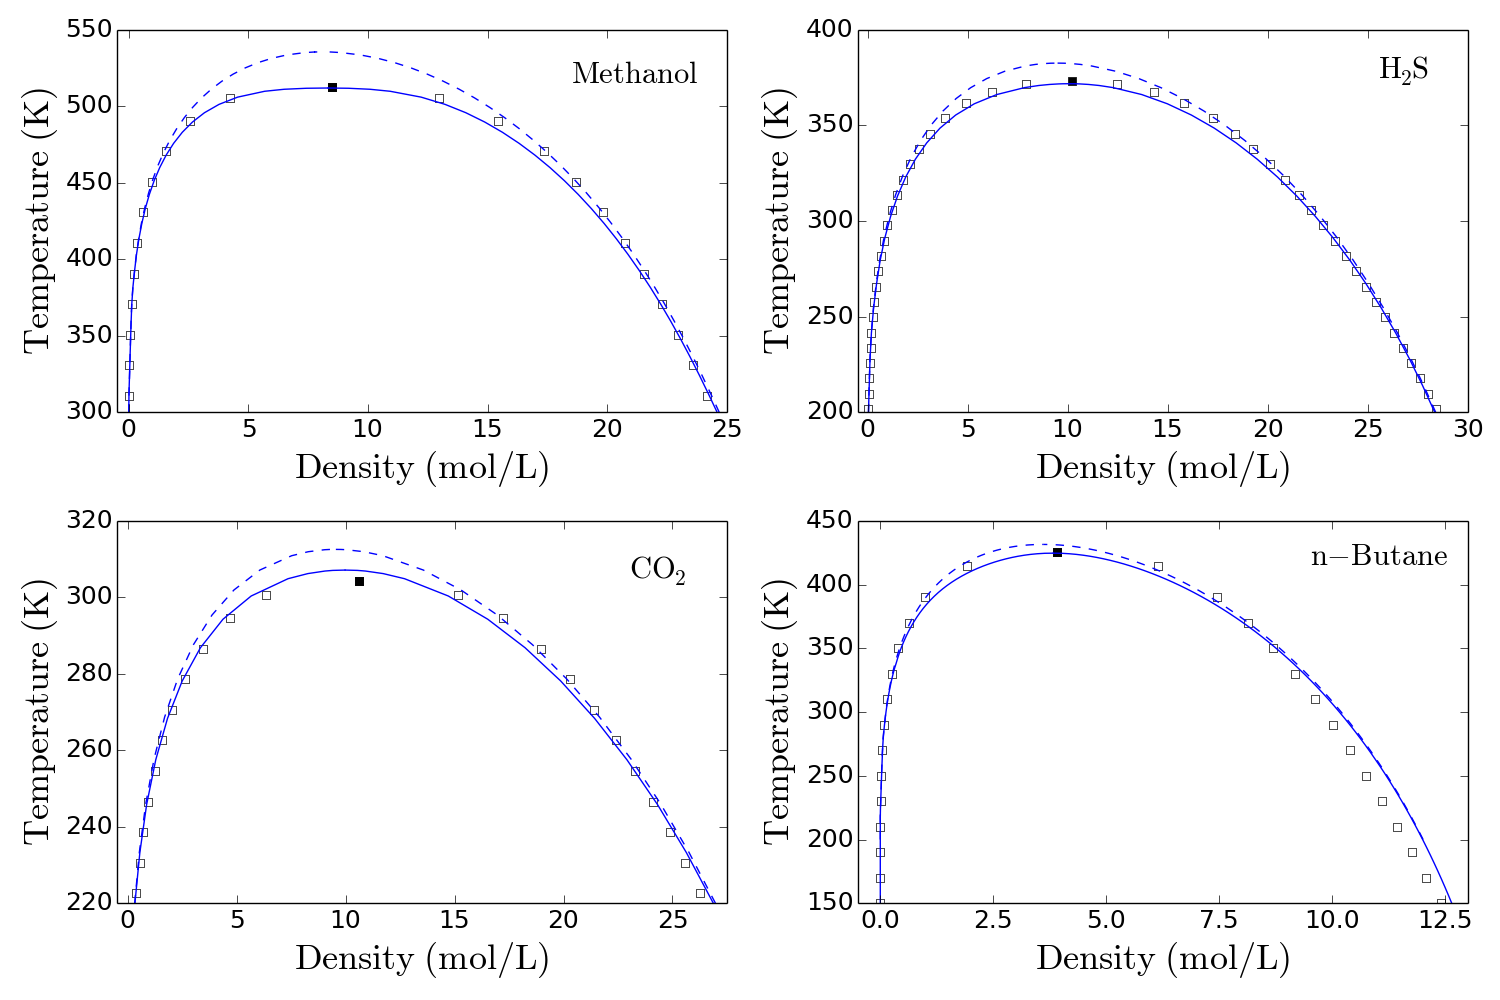 550
500
450
400
350
300
Temperature (K)
Methanol
0 5 10 15 20 25
Density (mol/L)
400
350
300
250
200
Temperature (K)
H₂S
0 5 10 15 20 25 30
Density (mol/L)
320
300
280
260
240
220
Temperature (K)
CO₂
0 5 10 15 20 25
Density (mol/L)
450
400
350
300
250
200
150
Temperature (K)
n−Butane
0.0 2.5 5.0 7.5 10.0 12.5
Density (mol/L)